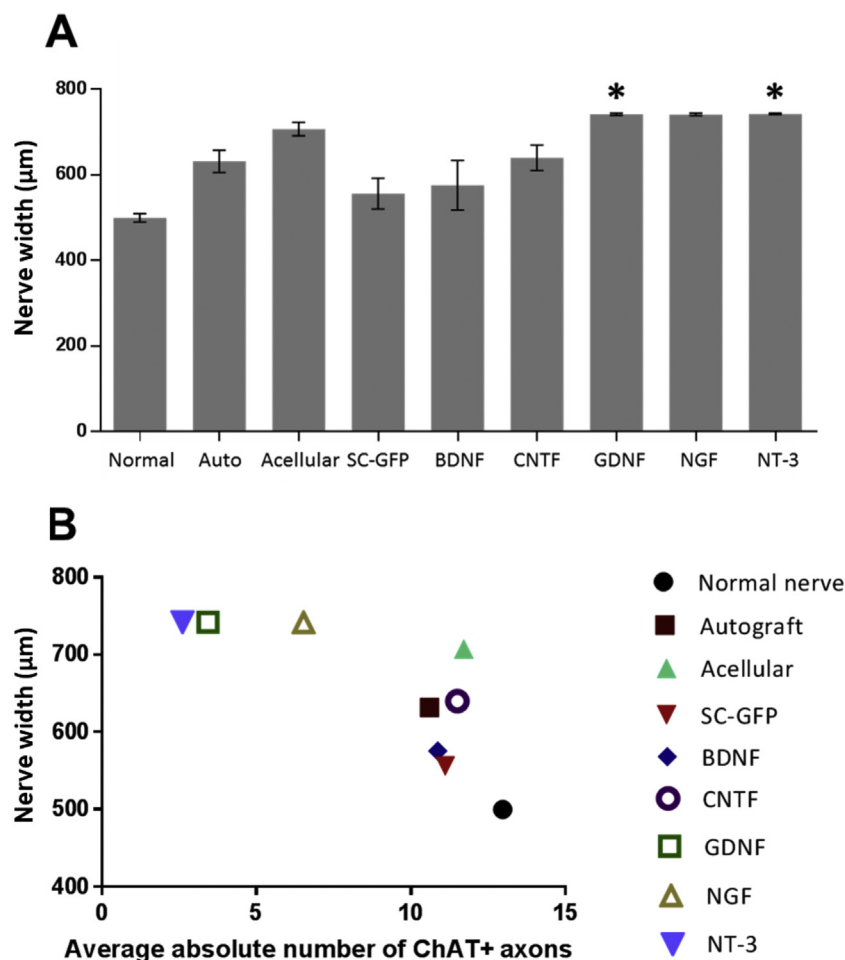 A
800
600
400
200
0
Nerve width (µm)
* *
Normal Auto Acellular SC-GFP BDNF CNTF GDNF NGF NT-3
B
800
700
600
500
400
Nerve width (µm)
0 5 10 15
Average absolute number of ChAT+ axons
Normal nerve
Autograft
Acellular
SC-GFP
BDNF
CNTF
GDNF
NGF
NT-3